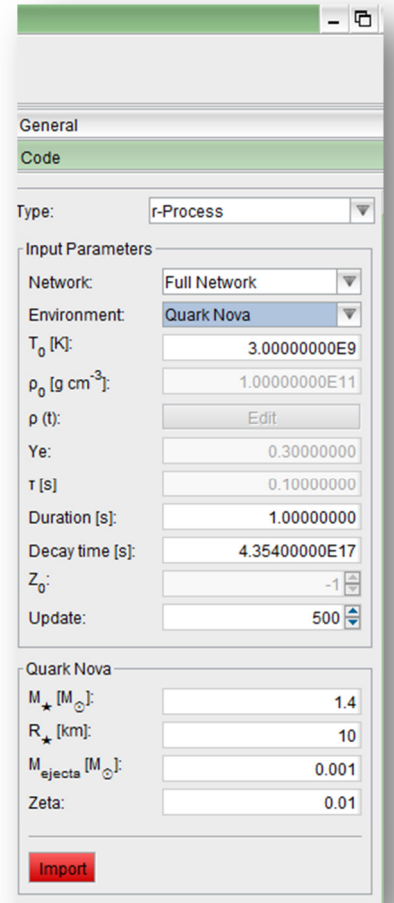 General
Code
Type: r-Process
Input Parameters
Network: Full Network
Environment: Quark Nova
T0 [K]: 3.00000000E9
ρ0 [g cm-3]: 1.00000000E11
ρ (t): Edit
Ye: 0.30000000
τ [s] 0.10000000
Duration [s]: 1.00000000
Decay time [s]: 4.35400000E17
Z0: -1
Update: 500
Quark Nova
M★ [M☉]: 1.4
R★ [km]: 10
Mejecta [M☉]: 0.001
Zeta: 0.01
Import